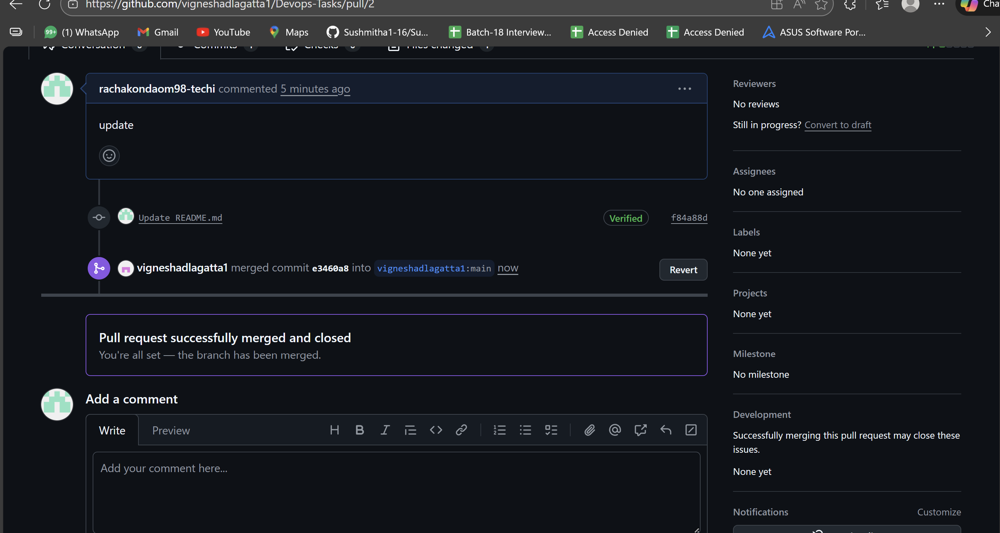 https://github.com/vigneshadlagatta1/Devops-Tasks/pull/2
Cha
99+ (1) WhatsApp Gmail YouTube Maps Sushmitha1-16/Su... Batch-18 Interview... Access Denied Access Denied ASUS Software Por...
Conversation 0 Commits 1 Checks 0 Files changed 1
rachakondaom98-techi commented 5 minutes ago
update
Update README.md Verified f84a88d
vigneshadlagatta1 merged commit e3460a8 into vigneshadlagatta1:main now Revert
Pull request successfully merged and closed
You're all set — the branch has been merged.
Add a comment
Write Preview
Add your comment here...
Reviewers
No reviews
Still in progress? Convert to draft
Assignees
No one assigned
Labels
None yet
Projects
None yet
Milestone
No milestone
Development
Successfully merging this pull request may close these
issues.
None yet
Notifications Customize